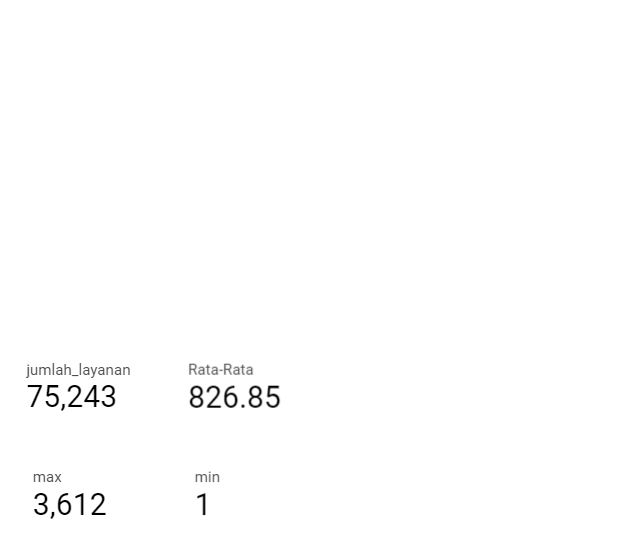 jumlah_layanan Rata-Rata
75,243 826.85
max min
3,612 1